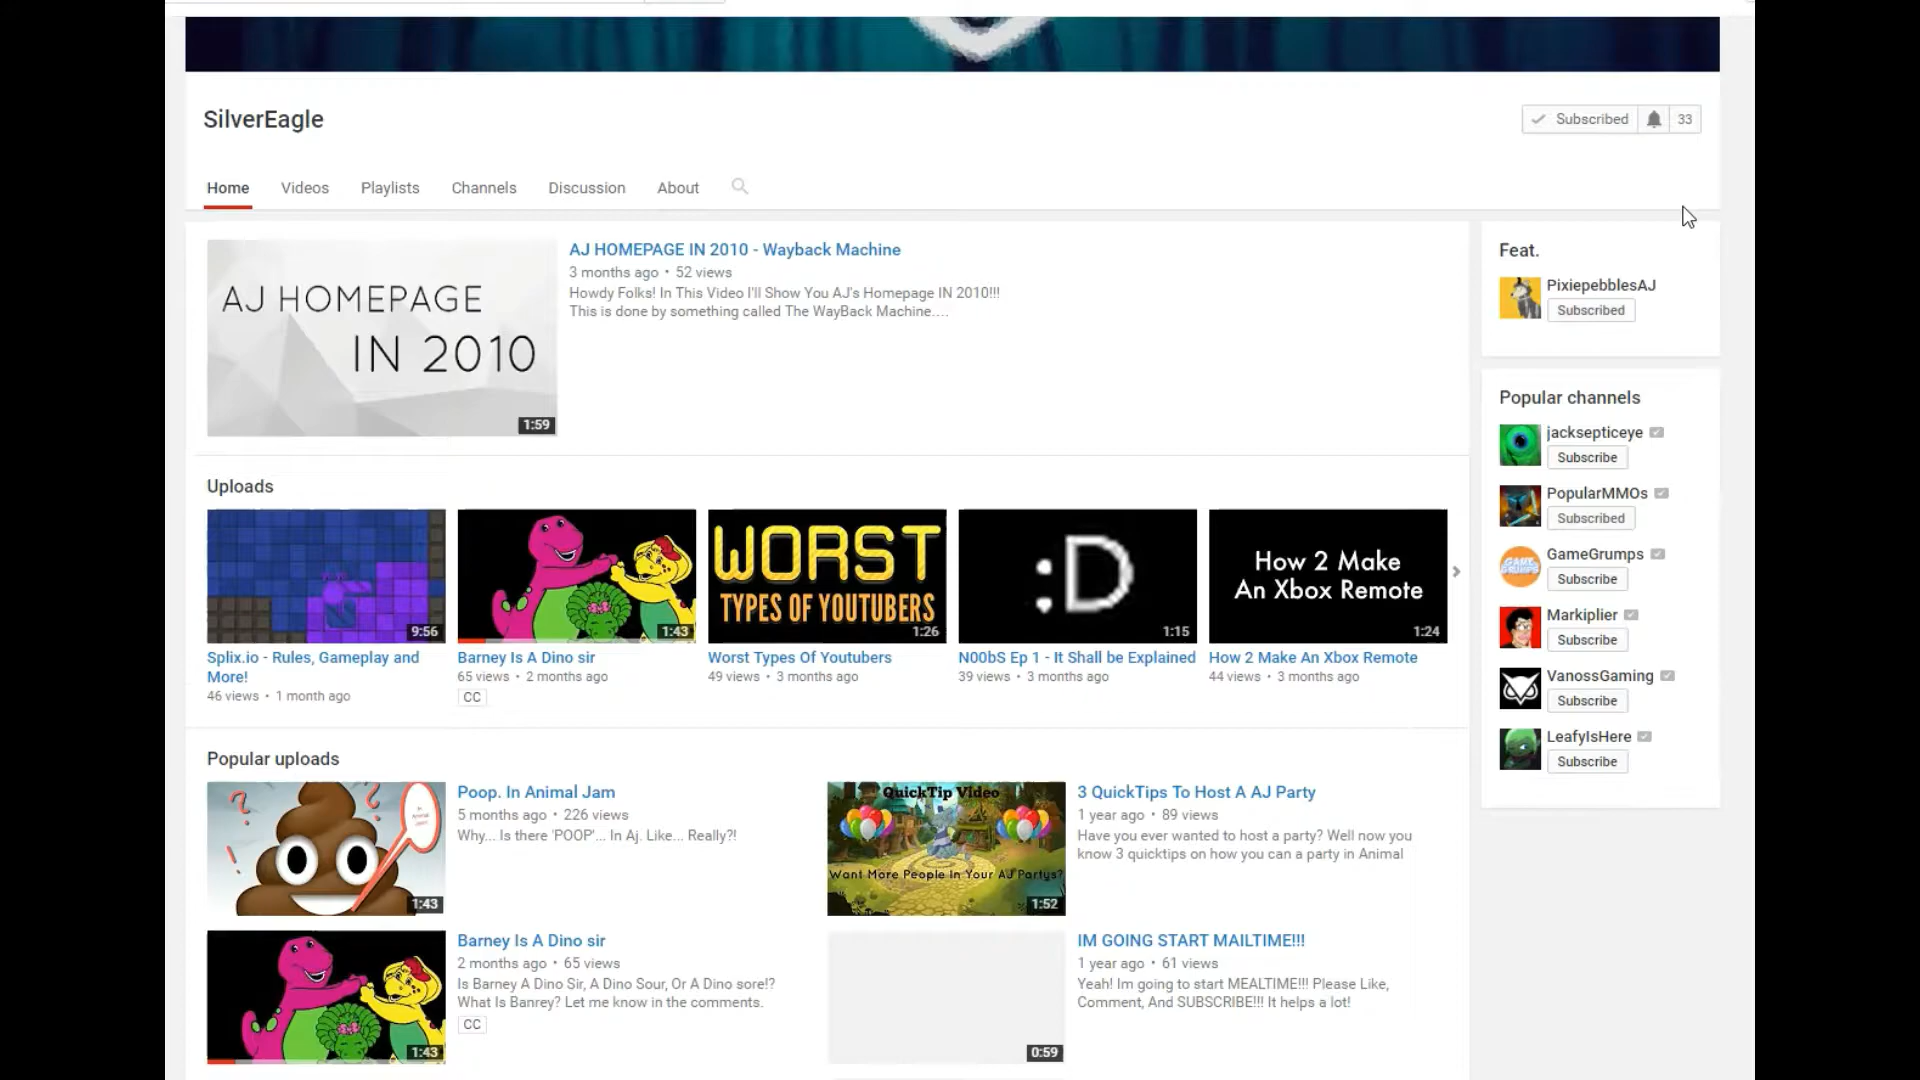 SilverEagle
Subscribed 33
Home Videos Playlists Channels Discussion About
AJ HOMEPAGE
IN 2010
1:59
AJ HOMEPAGE IN 2010 - Wayback Machine
3 months ago • 52 views
Howdy Folks! In This Video I'll Show You AJ's Homepage IN 2010!!!
This is done by something called The WayBack Machine....
Feat.
PixiepebblesAJ
Subscribed
Popular channels
jacksepticeye
Subscribe
PopularMMOs
Subscribed
GameGrumps
Subscribe
Markiplier
Subscribe
VanossGaming
Subscribe
LeafyIsHere
Subscribe
Uploads
9:56
Splix.io - Rules, Gameplay and
More!
46 views • 1 month ago
1:43
Barney Is A Dino sir
65 views • 2 months ago
CC
WORST
TYPES OF YOUTUBERS
1:26
Worst Types Of Youtubers
49 views • 3 months ago
:D
1:15
N00bS Ep 1 - It Shall be Explained
39 views • 3 months ago
How 2 Make
An Xbox Remote
1:24
How 2 Make An Xbox Remote
44 views • 3 months ago
Popular uploads
1:43
Poop. In Animal Jam
5 months ago • 226 views
Why... Is there 'POOP'... In Aj. Like... Really?!
QuickTip Video
Want More People In Your AJ Partys?
1:52
3 QuickTips To Host A AJ Party
1 year ago • 89 views
Have you ever wanted to host a party? Well now you
know 3 quicktips on how you can a party in Animal
1:43
Barney Is A Dino sir
2 months ago • 65 views
Is Barney A Dino Sir, A Dino Sour, Or A Dino sore!?
What Is Banrey? Let me know in the comments.
CC
0:59
IM GOING START MAILTIME!!!
1 year ago • 61 views
Yeah! Im going to start MEALTIME!!! Please Like,
Comment, And SUBSCRIBE!!! It helps a lot!